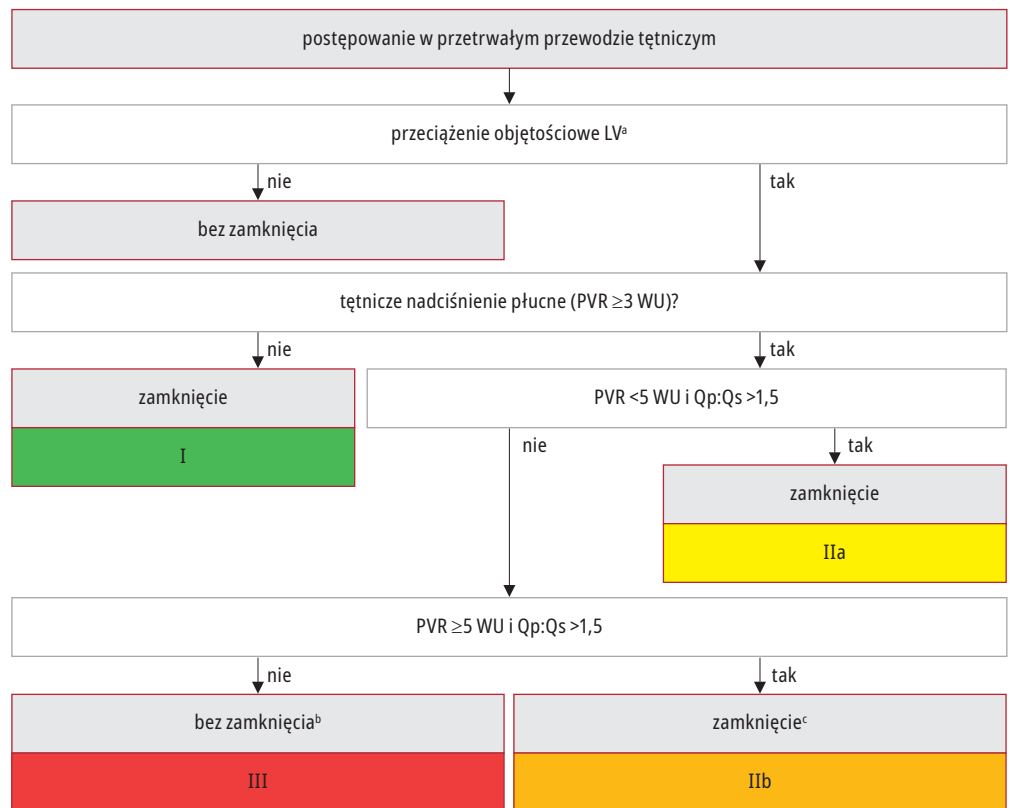 postępowanie w przetrwałym przewodzie tętniczym
przeciążenie objętościowe LVᵃ
nie
tak
bez zamknięcia
tętnicze nadciśnienie płucne (PVR ≥3 WU)?
nie
tak
zamknięcie
I
PVR <5 WU i Qp:Qs >1,5
nie
tak
zamknięcie
IIa
PVR ≥5 WU i Qp:Qs >1,5
nie
tak
bez zamknięciaᵇ
III
zamknięcieᶜ
IIb